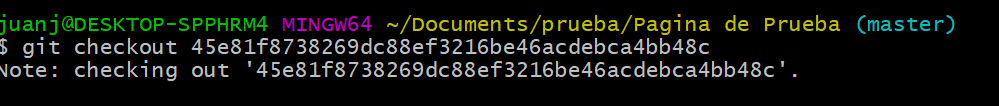 juanj@DESKTOP-SPPHRM4 MINGW64 ~/Documents/prueba/Pagina de Prueba (master)
$ git checkout 45e81f8738269dc88ef3216be46acdebca4bb48c
Note: checking out '45e81f8738269dc88ef3216be46acdebca4bb48c'.